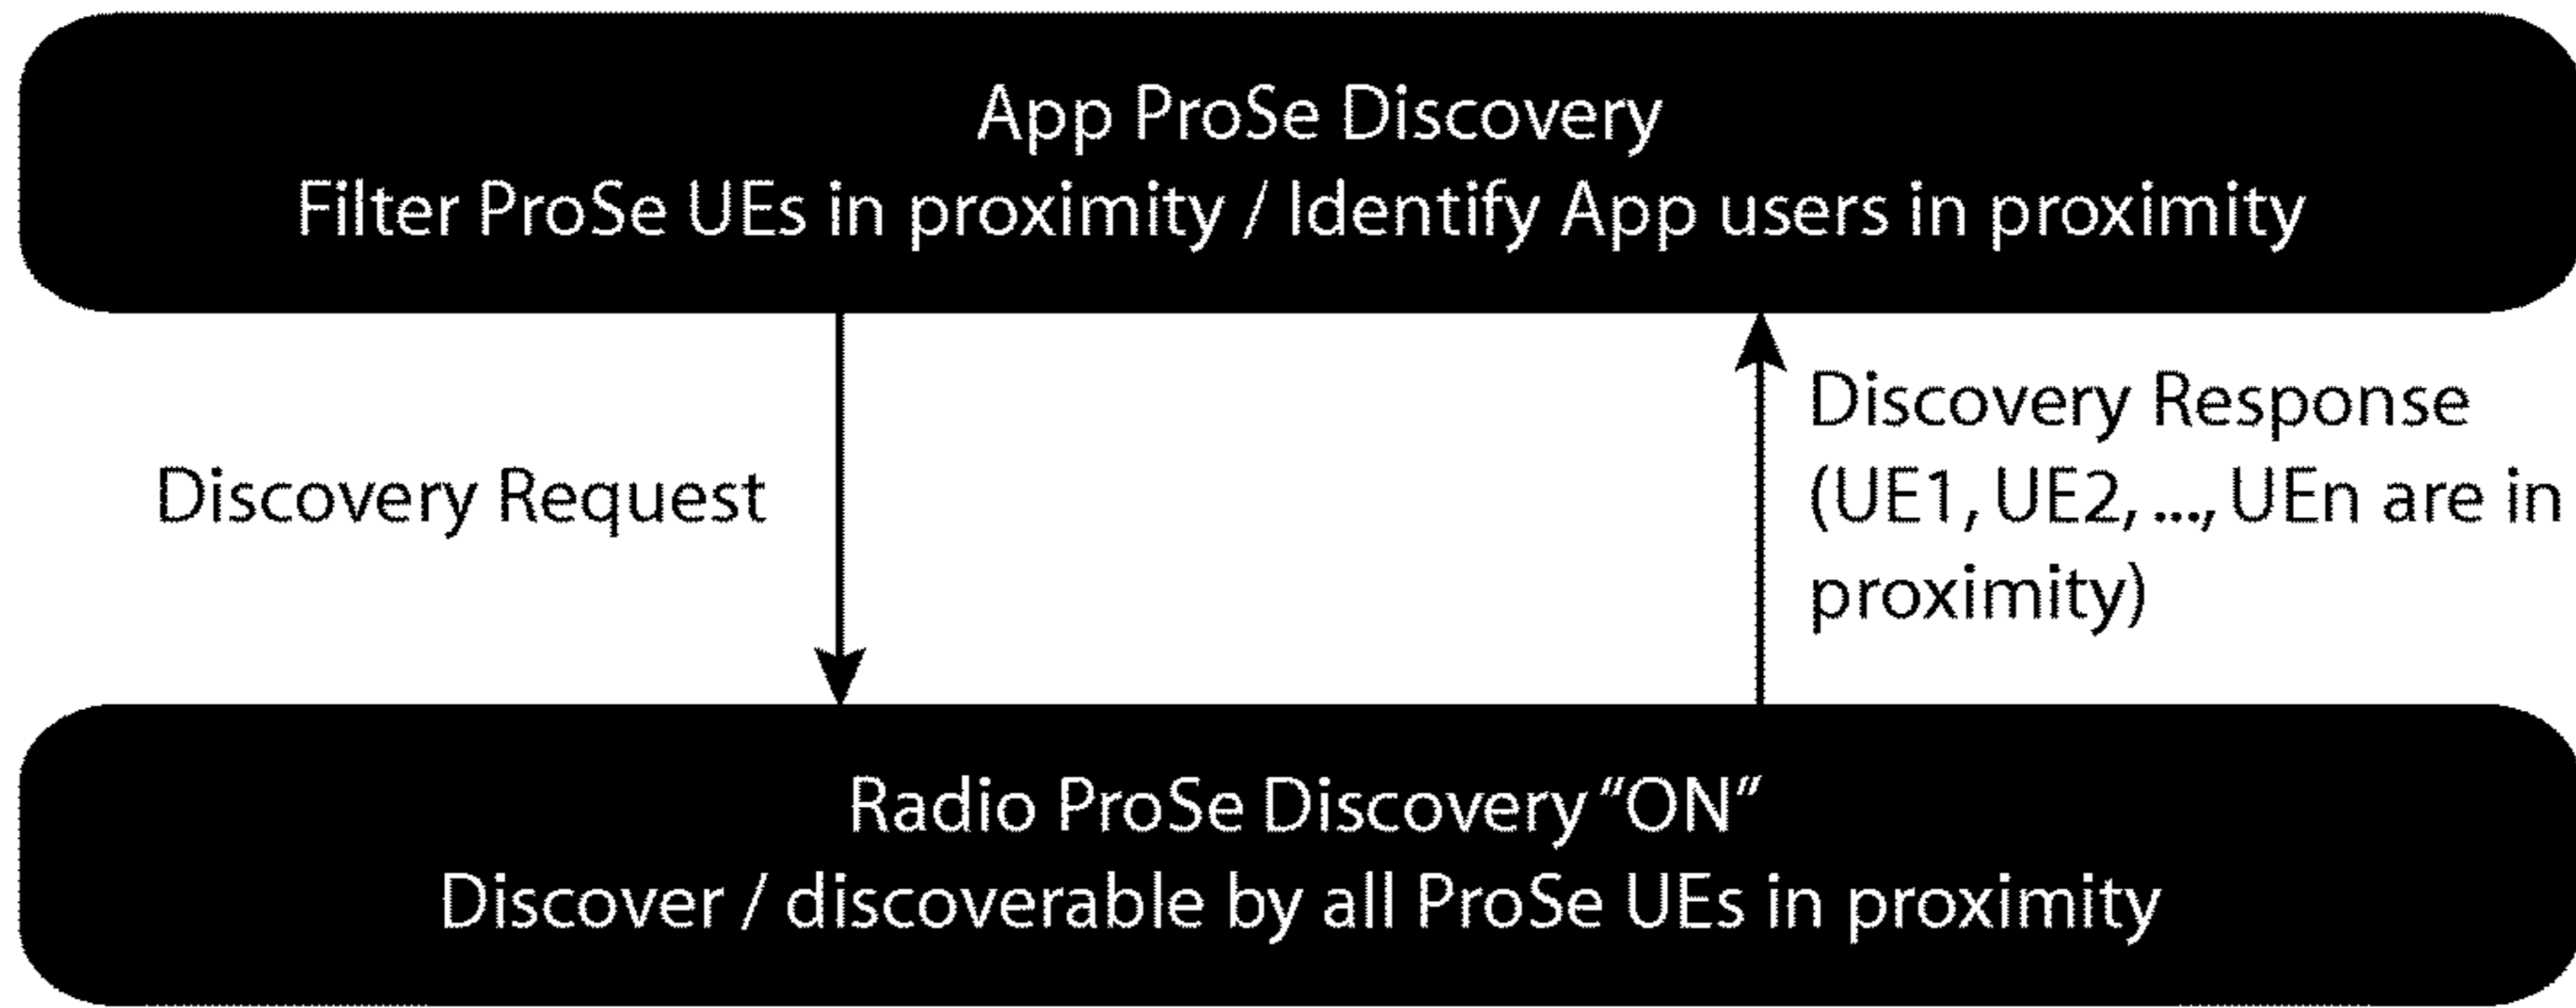 App ProSe Discovery
Filter ProSe UEs in proximity / Identify App users in proximity
Discovery Request
Discovery Response
(UE1, UE2, ..., UEn are in
proximity)
Radio ProSe Discovery "ON"
Discover / discoverable by all ProSe UEs in proximity